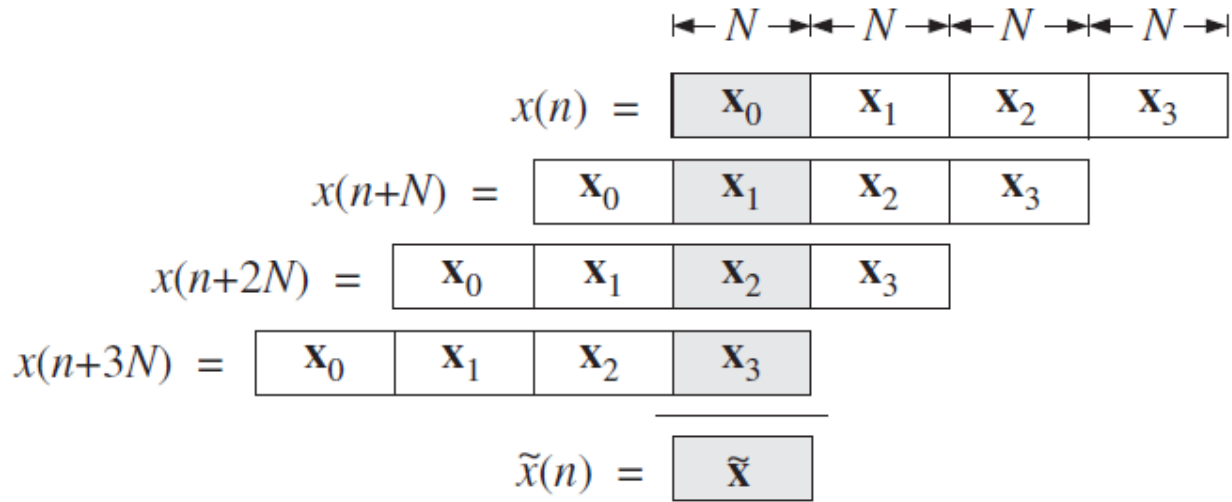 N N N N
x(n) = x₀ x₁ x₂ x₃
x(n+N) = x₀ x₁ x₂ x₃
x(n+2N) = x₀ x₁ x₂ x₃
x(n+3N) = x₀ x₁ x₂ x₃
x̃(n) = x̃